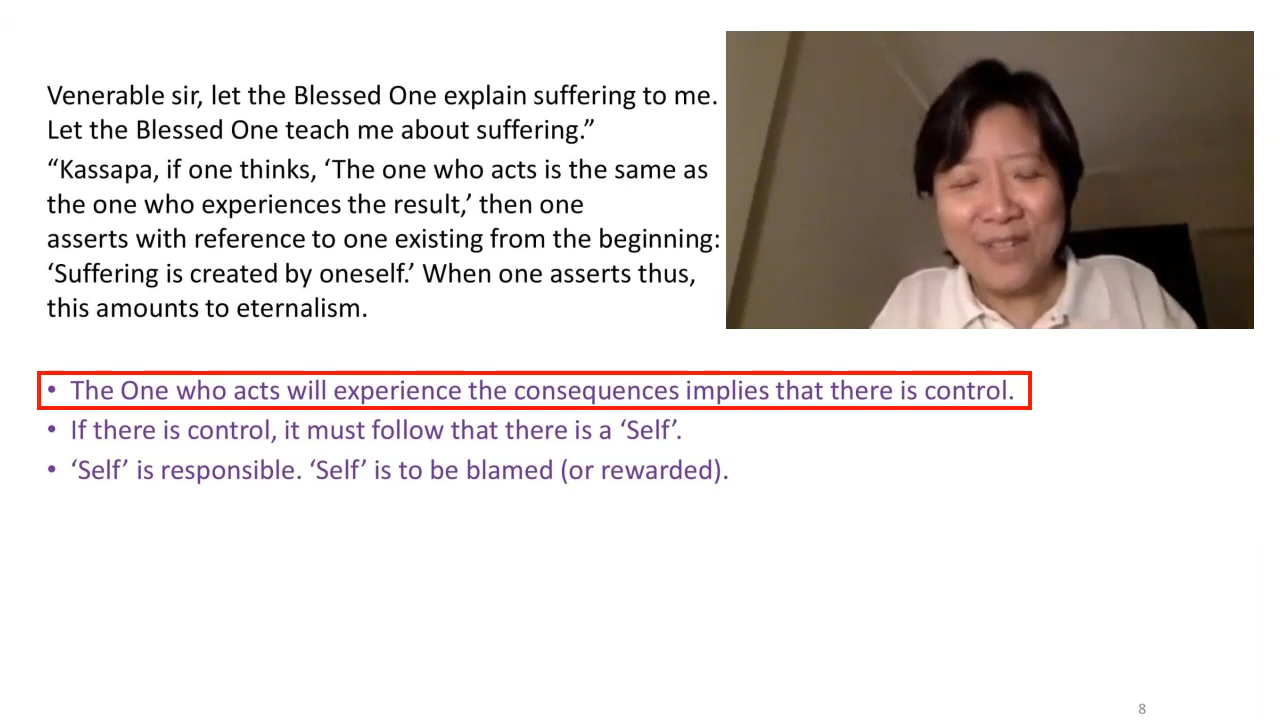 Venerable sir, let the Blessed One explain suffering to me.
Let the Blessed One teach me about suffering.”
“Kassapa, if one thinks, ‘The one who acts is the same as
the one who experiences the result,’ then one
asserts with reference to one existing from the beginning:
‘Suffering is created by oneself.’ When one asserts thus,
this amounts to eternalism.
• The One who acts will experience the consequences implies that there is control.
• If there is control, it must follow that there is a ‘Self’.
• ‘Self’ is responsible. ‘Self’ is to be blamed (or rewarded).
8